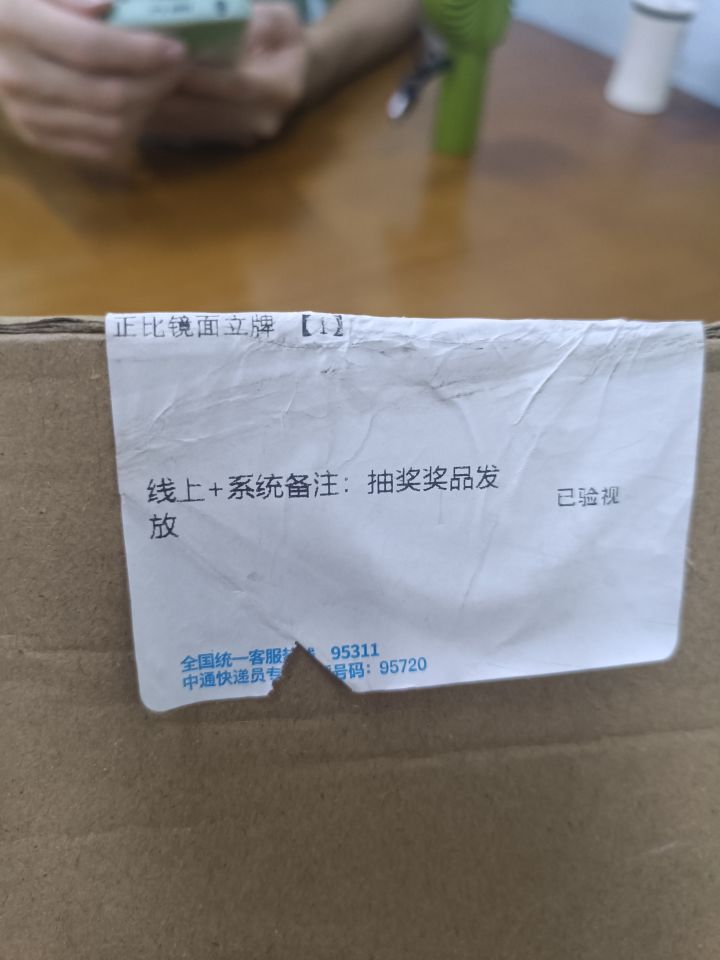 正比镜面立牌 【1】
线上+系统备注：抽奖奖品发
放
已验视
全国统一客服 95311
中通快递员专 号码：95720